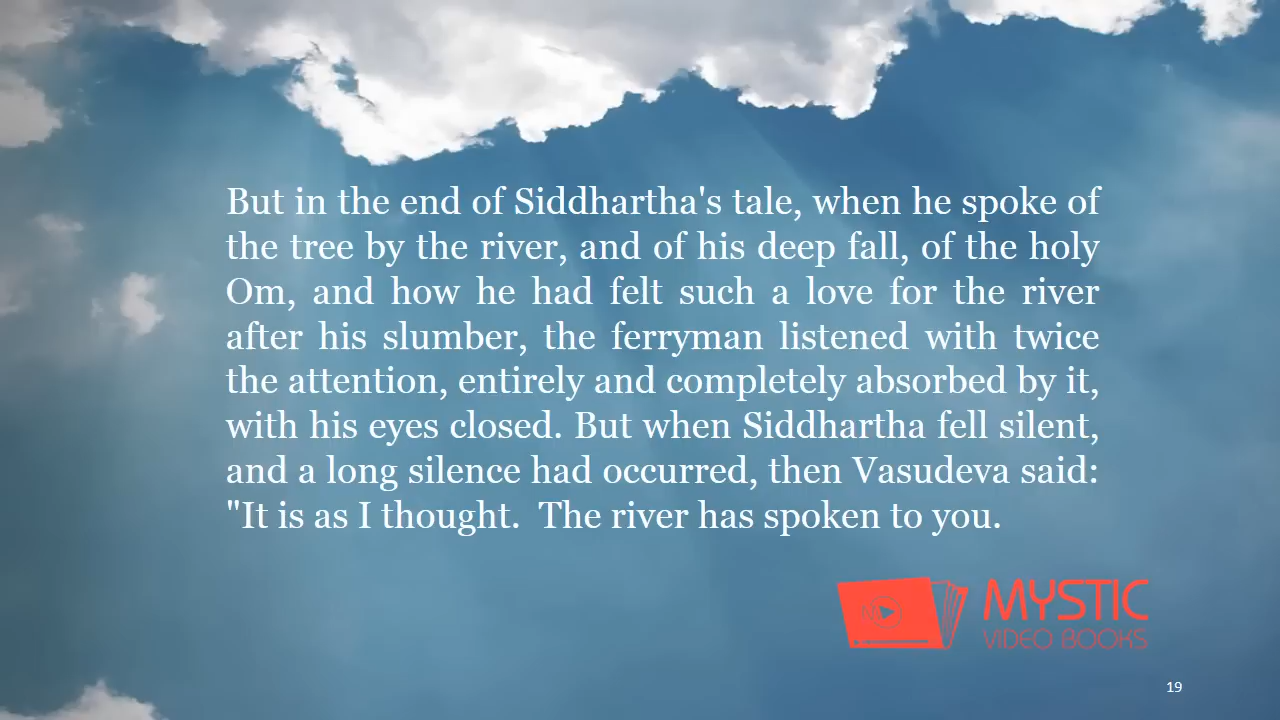 But in the end of Siddhartha's tale, when he spoke of
the tree by the river, and of his deep fall, of the holy
Om, and how he had felt such a love for the river
after his slumber, the ferryman listened with twice
the attention, entirely and completely absorbed by it,
with his eyes closed. But when Siddhartha fell silent,
and a long silence had occurred, then Vasudeva said:
"It is as I thought.  The river has spoken to you.
MYSTIC
VIDEO BOOKS
19